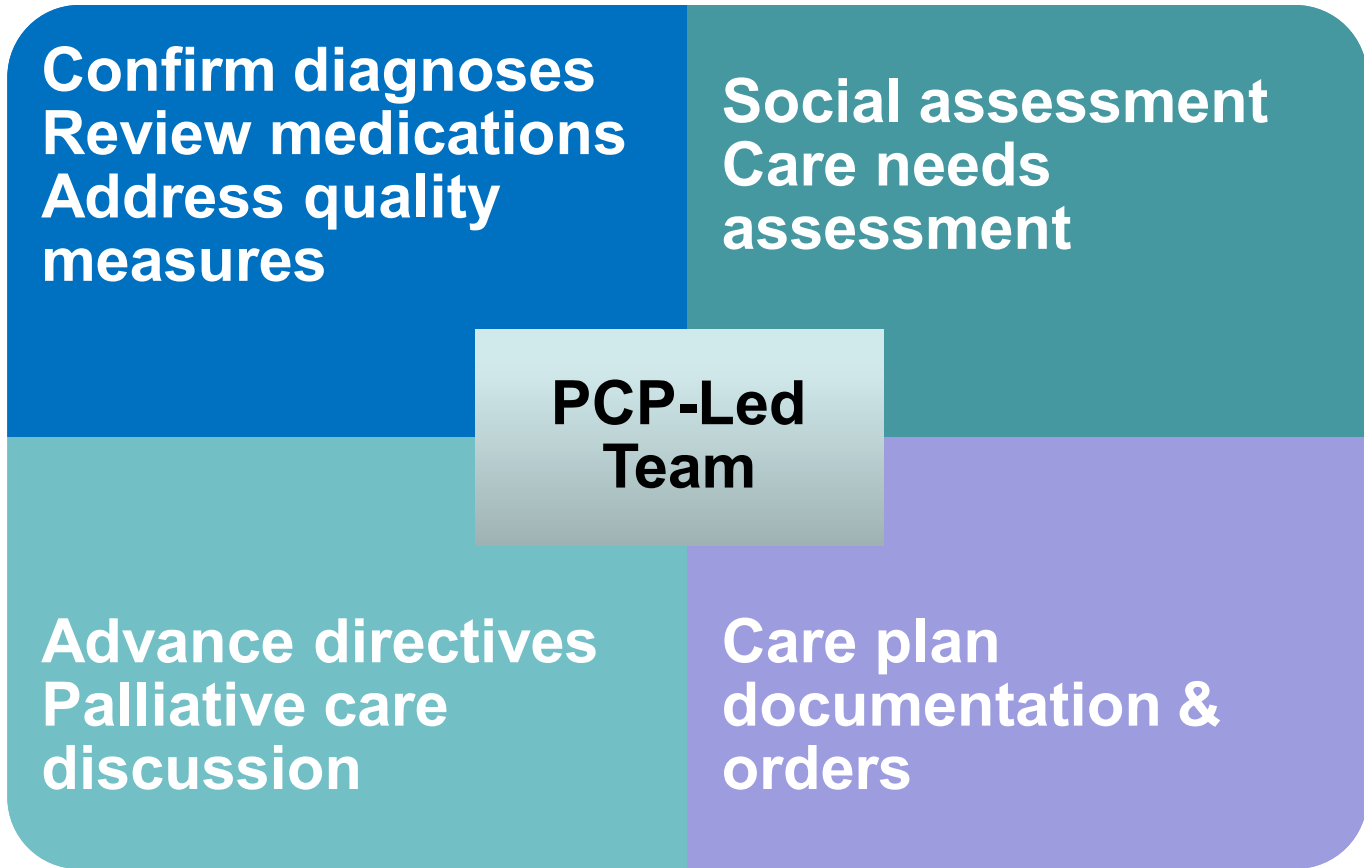 Confirm diagnoses
Review medications
Address quality
measures
Social assessment
Care needs
assessment
PCP-Led
Team
Advance directives
Palliative care
discussion
Care plan
documentation &
orders